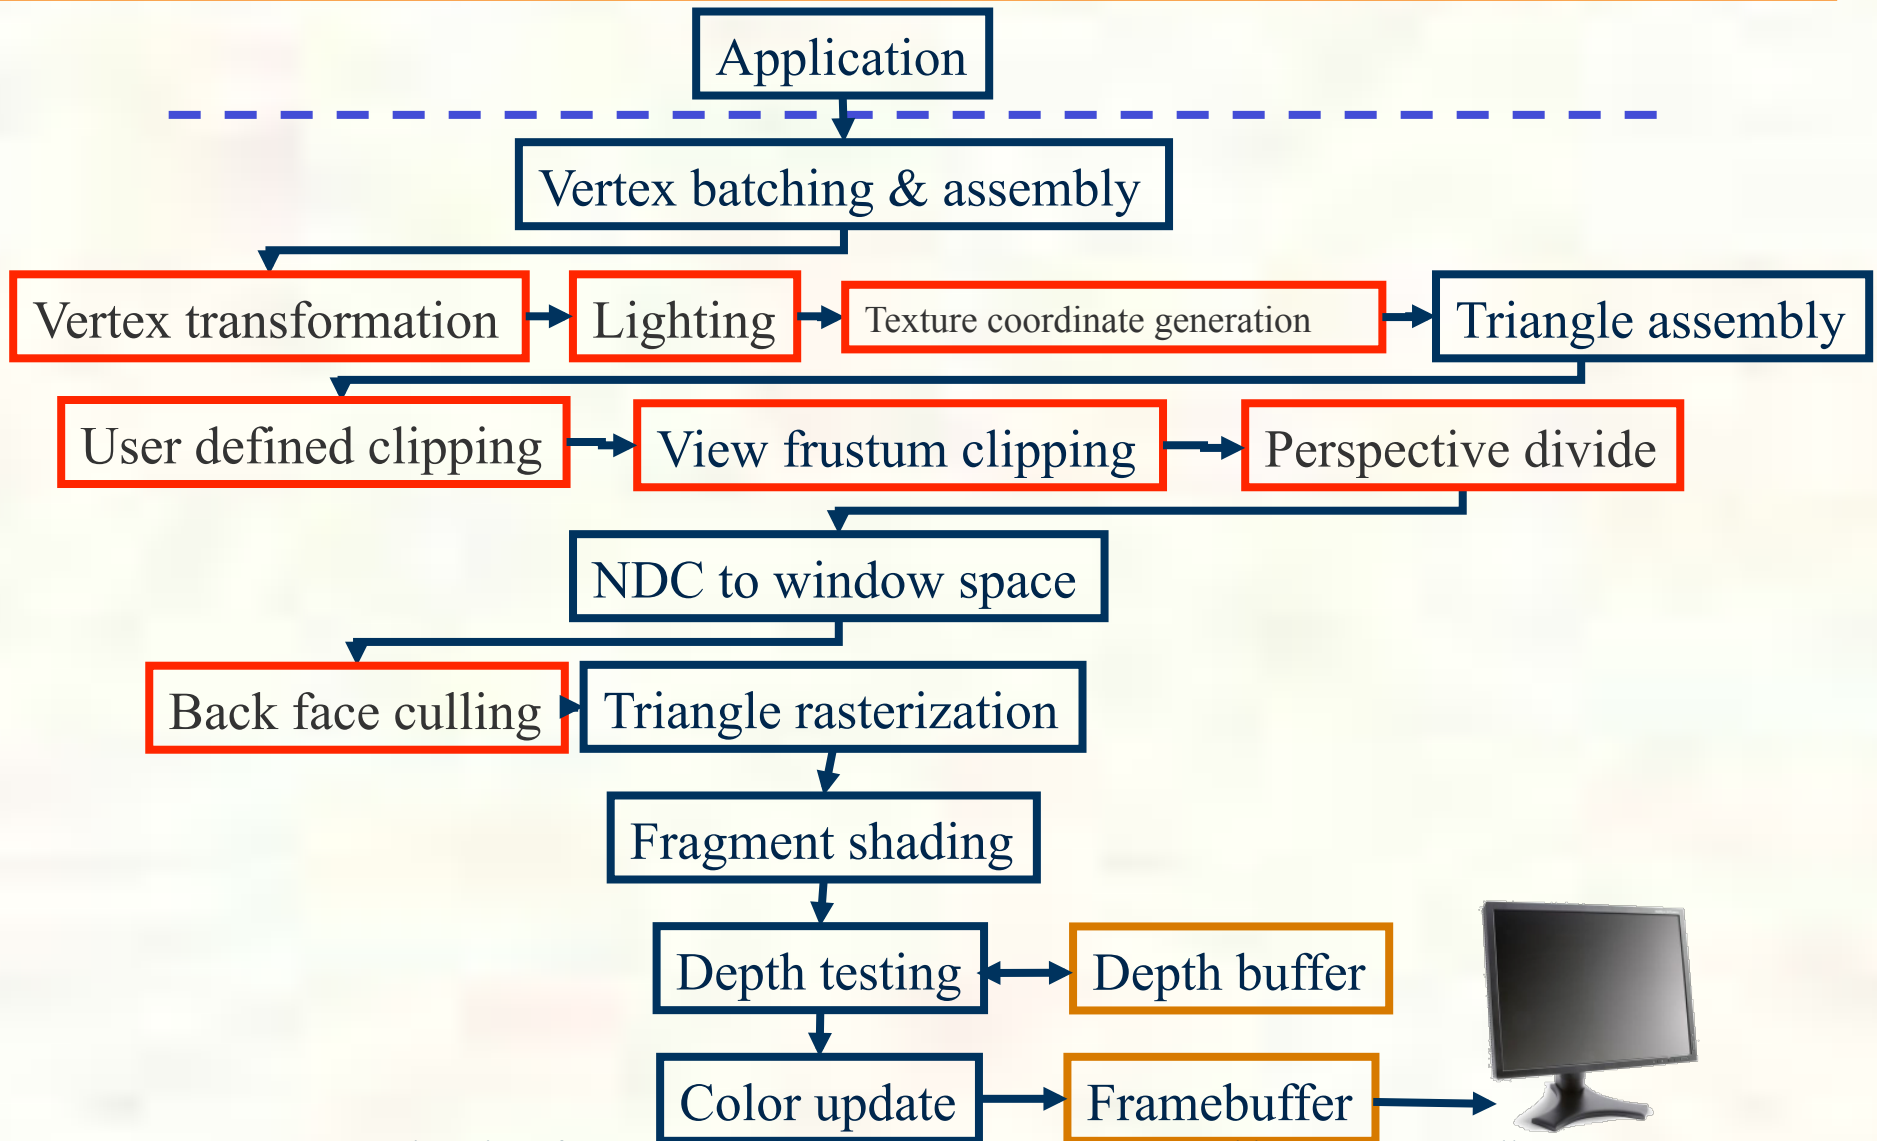 Application
Vertex batching & assembly
Vertex transformation
Lighting
Texture coordinate generation
Triangle assembly
User defined clipping
View frustum clipping
Perspective divide
NDC to window space
Back face culling
Triangle rasterization
Fragment shading
Depth testing
Depth buffer
Color update
Framebuffer